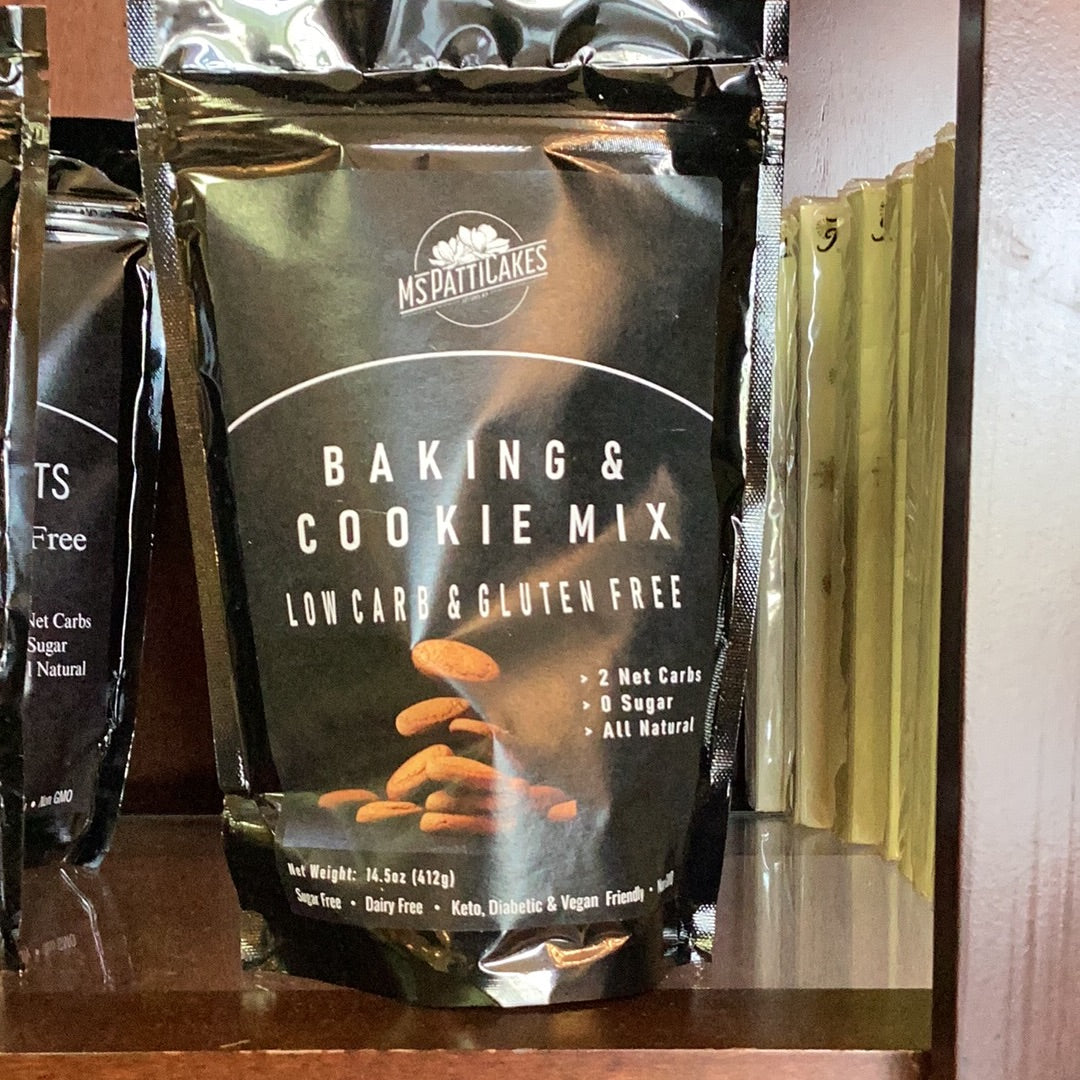 MSPATTICAKES
BAKING &
COOKIE MIX
LOW CARB & GLUTEN FREE
> 2 Net Carbs
> 0 Sugar
> All Natural
Net Weight: 14.5oz (412g)
Sugar Free • Dairy Free • Keto, Diabetic & Vegan Friendly •
TS
Free
Net Carbs
Sugar
l Natural
• Non GMO